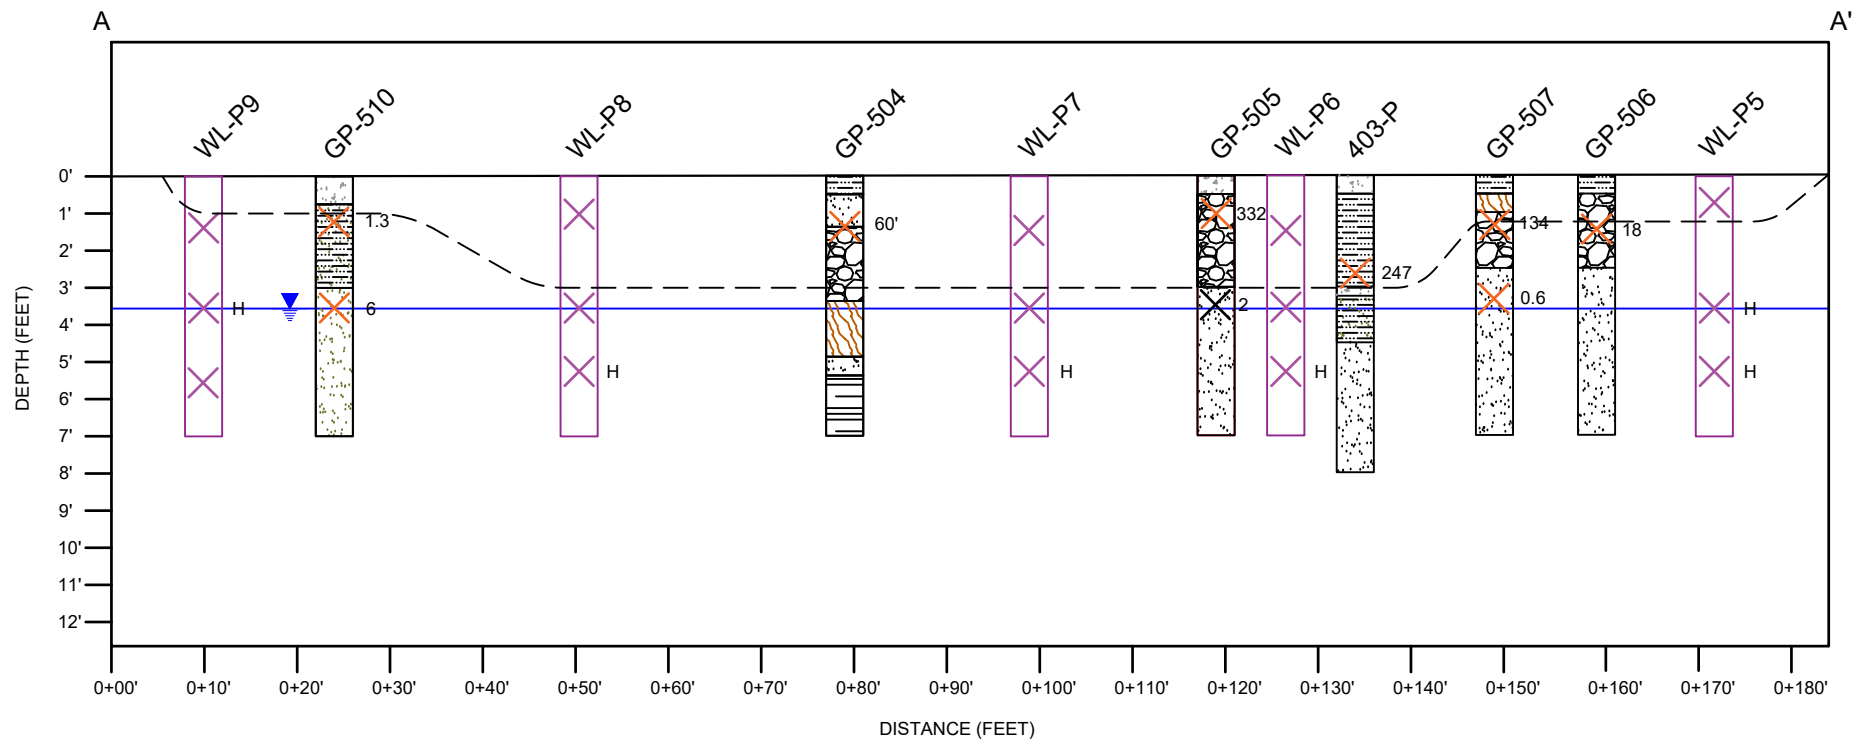 A A'
WL-P9 GP-510 WL-P8 GP-504 WL-P7 GP-505 WL-P6 403-P GP-507 GP-506 WL-P5
0'
1' 1.3 60' 332 134 18
2'
247
3' 0.6
H 6 2 H
4'
5'
H H H H
6'
7'
8'
9'
10'
11'
12'
DEPTH (FEET)
0+00' 0+10' 0+20' 0+30' 0+40' 0+50' 0+60' 0+70' 0+80' 0+90' 0+100' 0+110' 0+120' 0+130' 0+140' 0+150' 0+160' 0+170' 0+180'
DISTANCE (FEET)